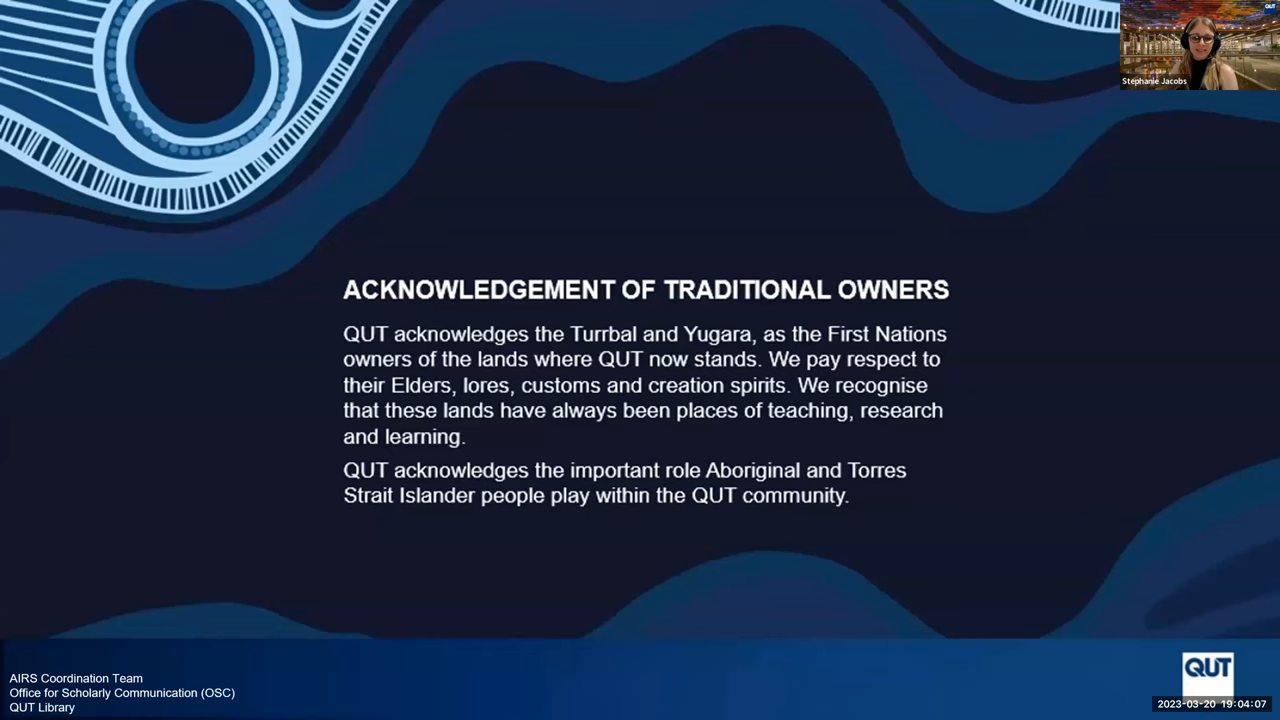 QUT
Stephanie Jacobs
ACKNOWLEDGEMENT OF TRADITIONAL OWNERS
QUT acknowledges the Turrbal and Yugara, as the First Nations
owners of the lands where QUT now stands. We pay respect to
their Elders, lores, customs and creation spirits. We recognise
that these lands have always been places of teaching, research
and learning.
QUT acknowledges the important role Aboriginal and Torres
Strait Islander people play within the QUT community.
AIRS Coordination Team
Office for Scholarly Communication (OSC)
QUT Library
QUT
2023-03-20 19:04:07